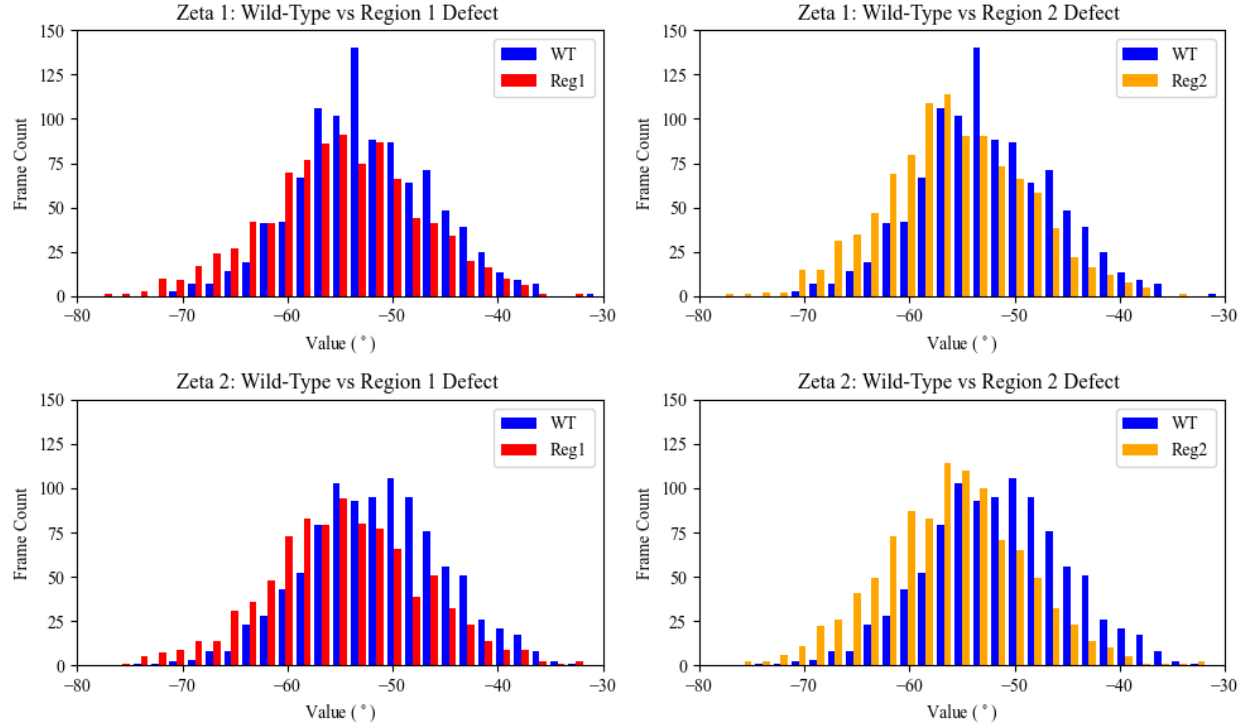 Zeta 1: Wild-Type vs Region 1 Defect
150
125
100
75
50
25
0
Frame Count
WT
Reg1
−80
−70
−60
−50
−40
−30
Value (°)
Zeta 1: Wild-Type vs Region 2 Defect
150
125
100
75
50
25
0
Frame Count
WT
Reg2
−80
−70
−60
−50
−40
−30
Value (°)
Zeta 2: Wild-Type vs Region 1 Defect
150
125
100
75
50
25
0
Frame Count
WT
Reg1
−80
−70
−60
−50
−40
−30
Value (°)
Zeta 2: Wild-Type vs Region 2 Defect
150
125
100
75
50
25
0
Frame Count
WT
Reg2
−80
−70
−60
−50
−40
−30
Value (°)